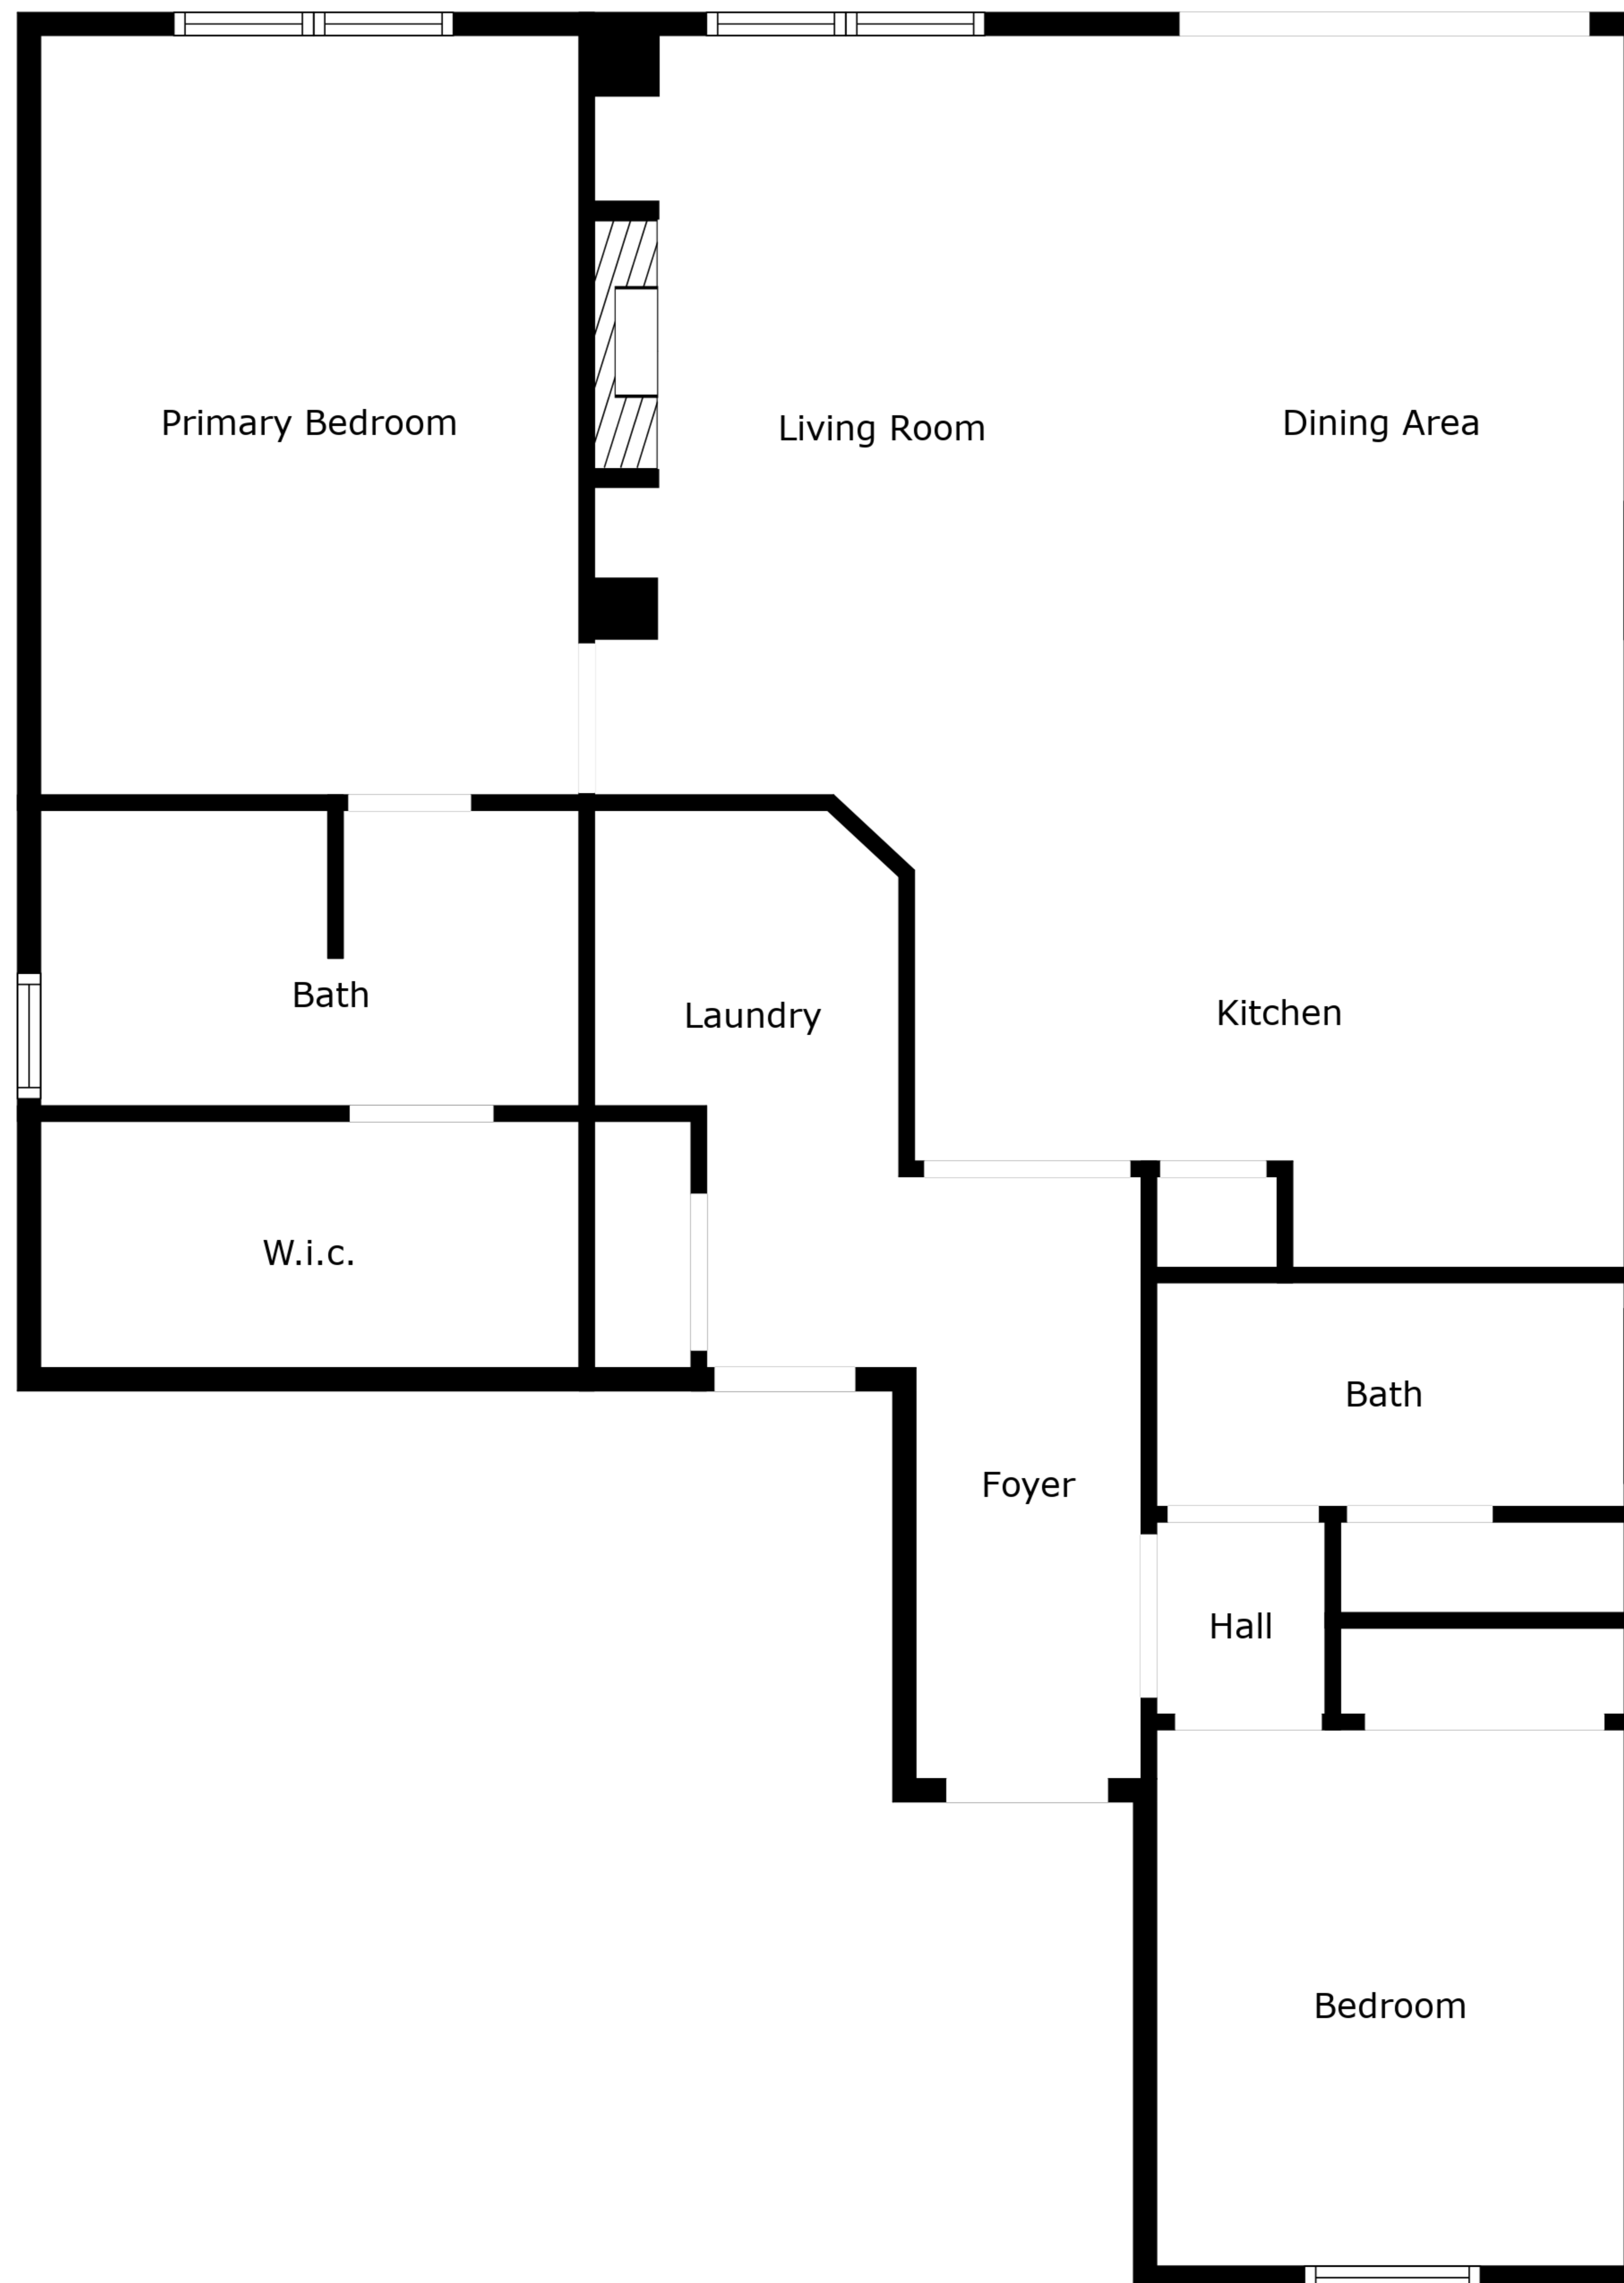 Primary Bedroom
Living Room
Dining Area
Bath
Laundry
Kitchen
W.i.c.
Bath
Foyer
Hall
Bedroom